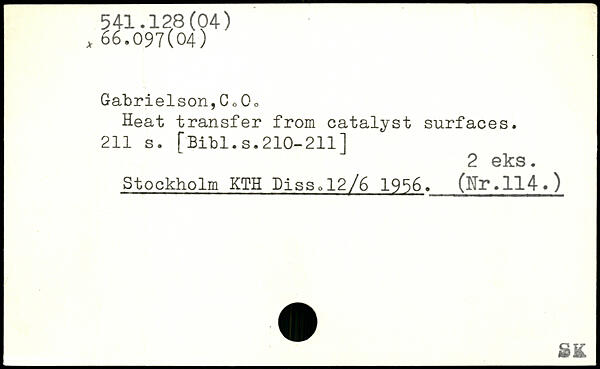 541.128(04)
x 66.097(04)
Gabrielson,C.O.
Heat transfer from catalyst surfaces.
211 s. [Bibl.s.210-211]
2 eks.
Stockholm KTH Diss.12/6 1956. (Nr.114.)
SK